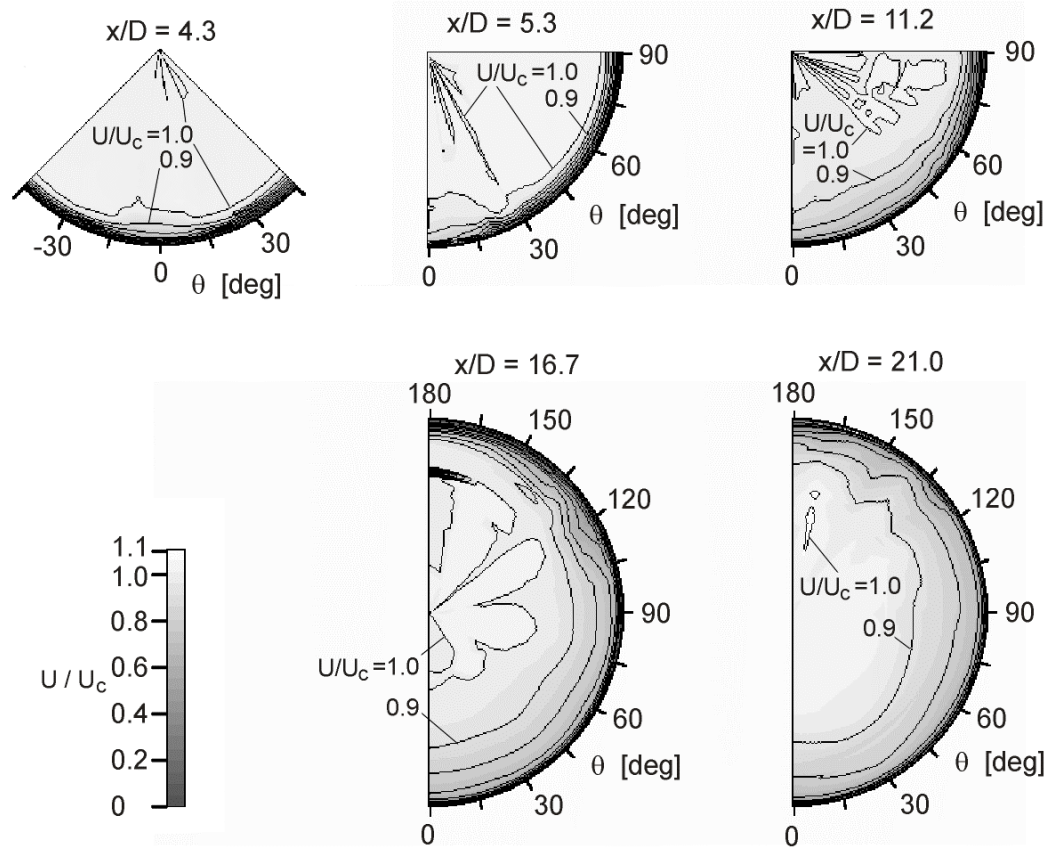 x/D = 4.3
U/Uc=1.0
0.9
-30
0
30
θ [deg]
x/D = 5.3
U/Uc=1.0
0.9
90
60
30
0
θ [deg]
x/D = 11.2
U/Uc
=1.0
0.9
90
60
30
0
θ [deg]
x/D = 16.7
180
150
120
90
60
30
0
U/Uc=1.0
0.9
θ [deg]
x/D = 21.0
180
150
120
90
60
30
0
U/Uc=1.0
0.9
θ [deg]
1.1
1.0
0.8
0.6
U / Uc
0.4
0.2
0